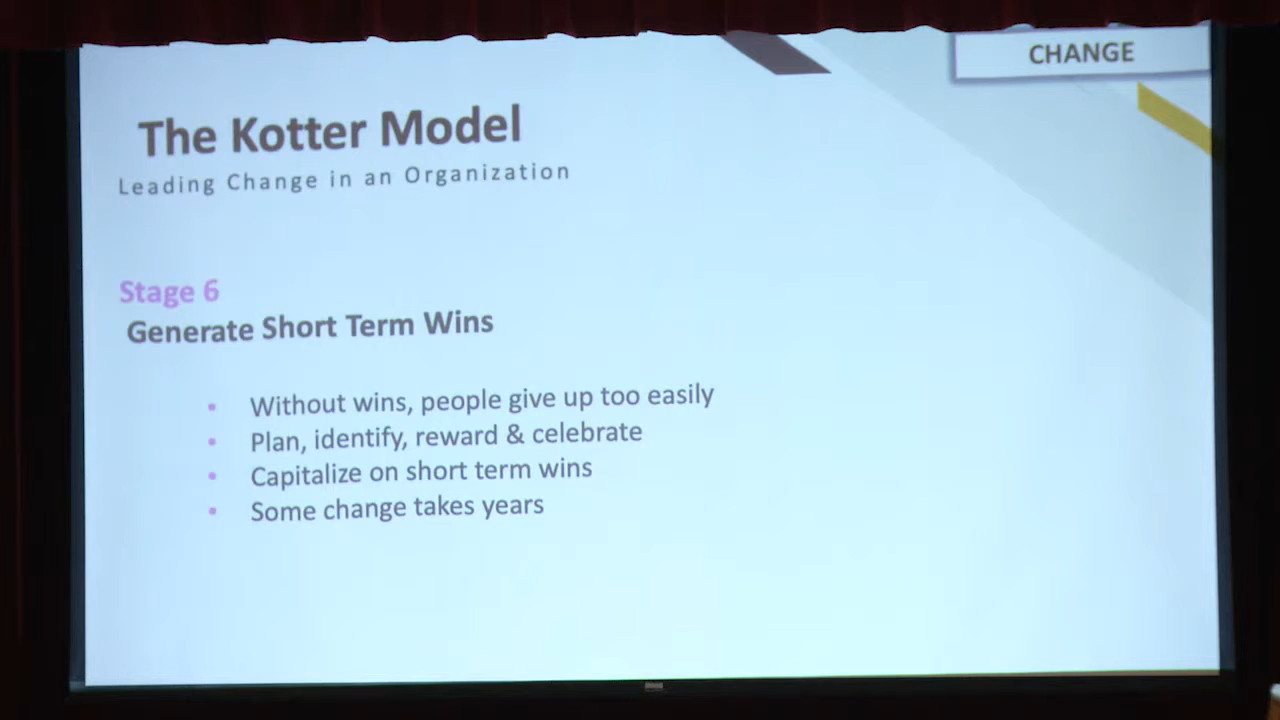 CHANGE
The Kotter Model
Leading Change in an Organization
Stage 6
Generate Short Term Wins
• Without wins, people give up too easily
• Plan, identify, reward & celebrate
• Capitalize on short term wins
• Some change takes years